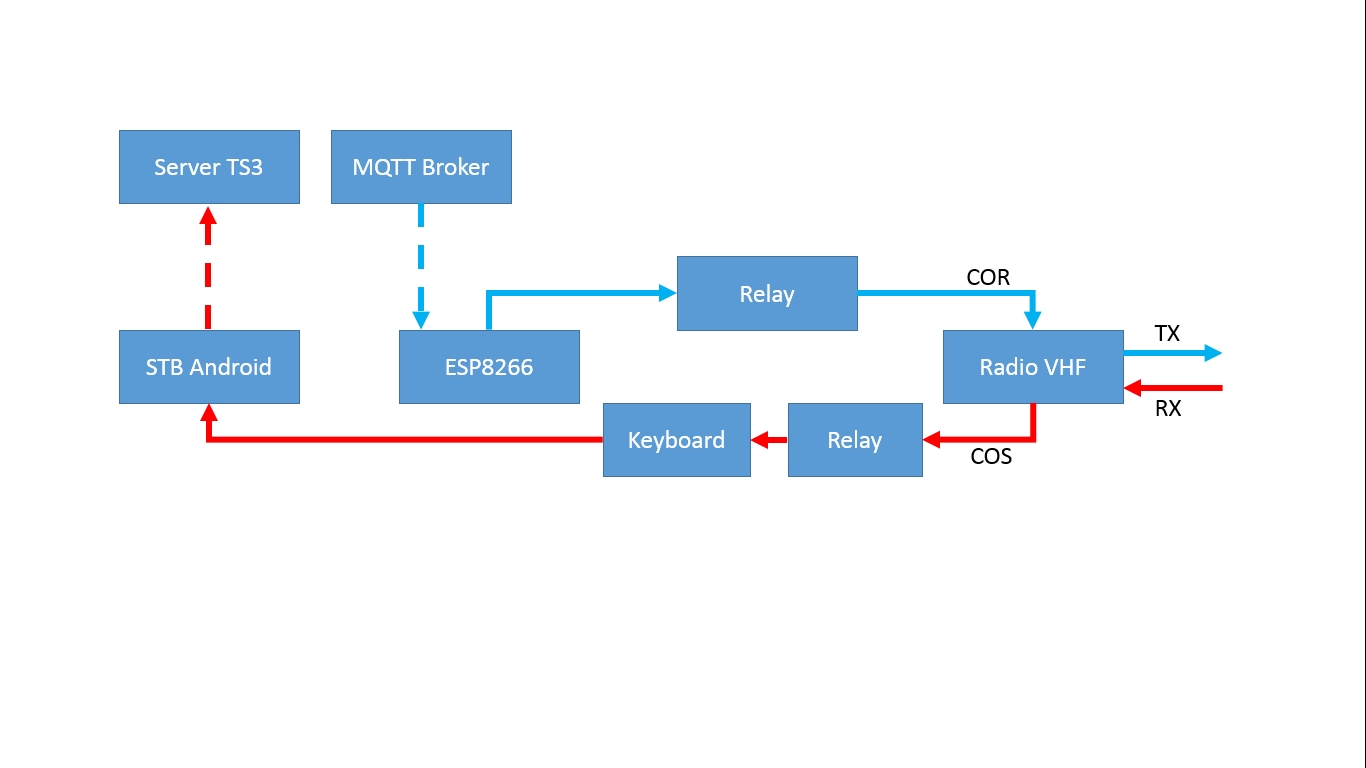 Server TS3
MQTT Broker
Relay
COR
STB Android
ESP8266
Radio VHF
TX
RX
Keyboard
Relay
COS